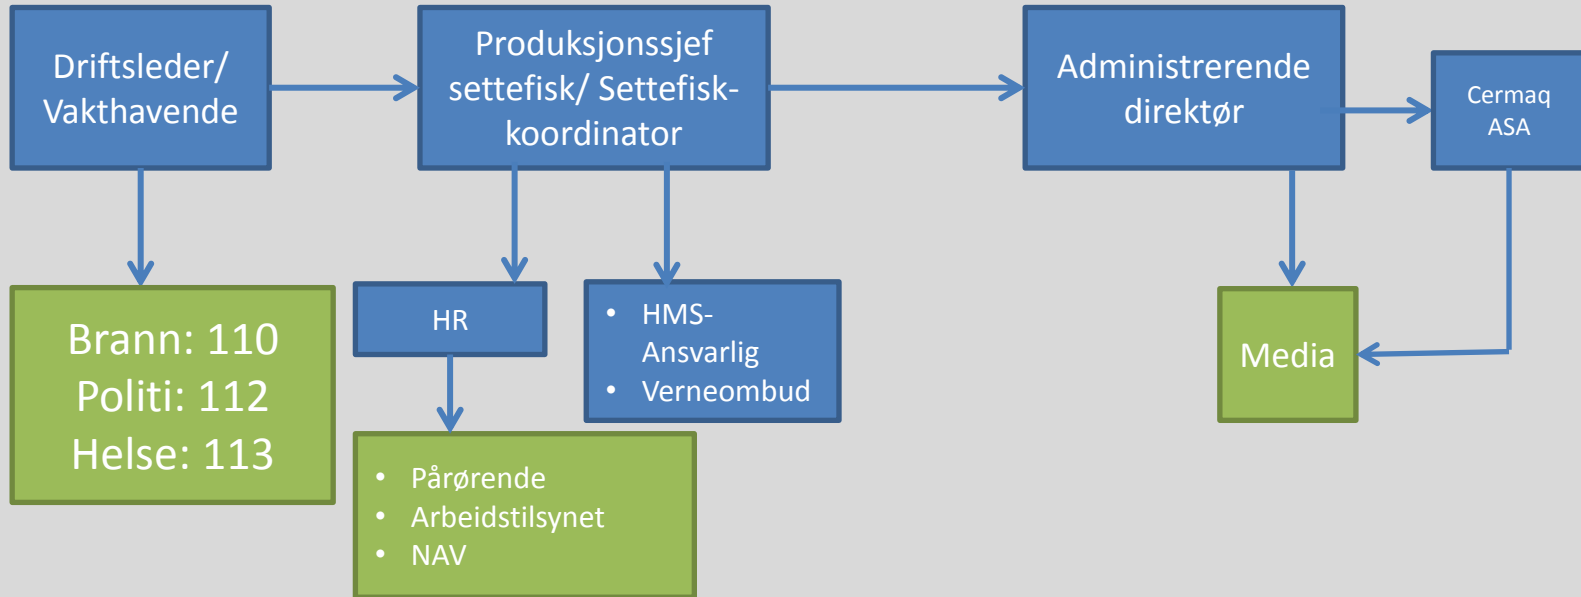 Driftsleder/
Vakthavende
Produksjonssjef
settefisk/ Settefisk-
koordinator
Administrerende
direktør
Cermaq
ASA
Brann: 110
Politi: 112
Helse: 113
HR
• HMS-
Ansvarlig
• Verneombud
Media
• Pårørende
• Arbeidstilsynet
• NAV